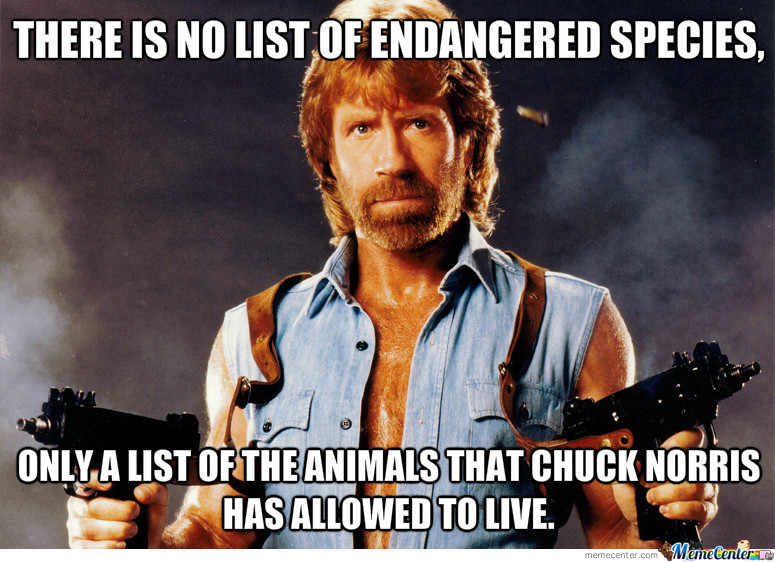 THERE IS NO LIST OF ENDANGERED SPECIES,
ONLY A LIST OF THE ANIMALS THAT CHUCK NORRIS
HAS ALLOWED TO LIVE.
memecenter.com MemeCenter